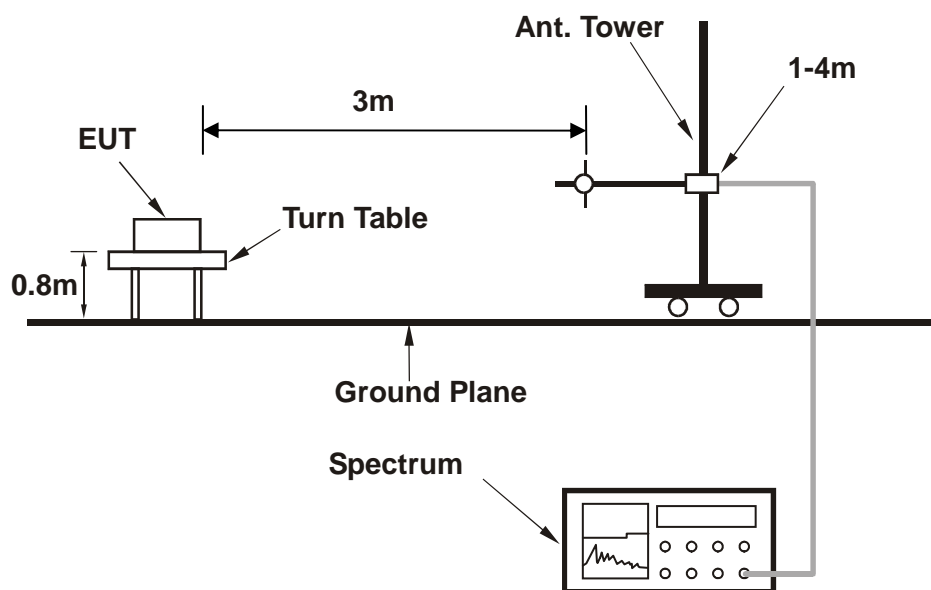 Ant. Tower
1-4m
3m
EUT
Turn Table
0.8m
Ground Plane
Spectrum